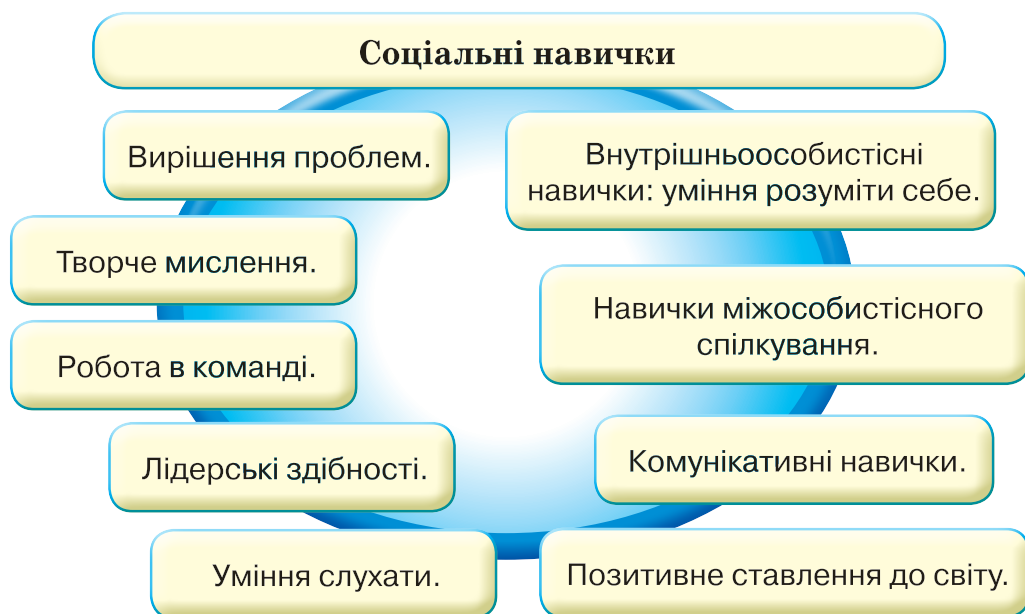 Соціальні навички
Вирішення проблем.
Внутрішньоособистісні
навички: уміння розуміти себе.
Творче мислення.
Навички міжособистісного
спілкування.
Робота в команді.
Лідерські здібності.
Комунікативні навички.
Уміння слухати.
Позитивне ставлення до світу.